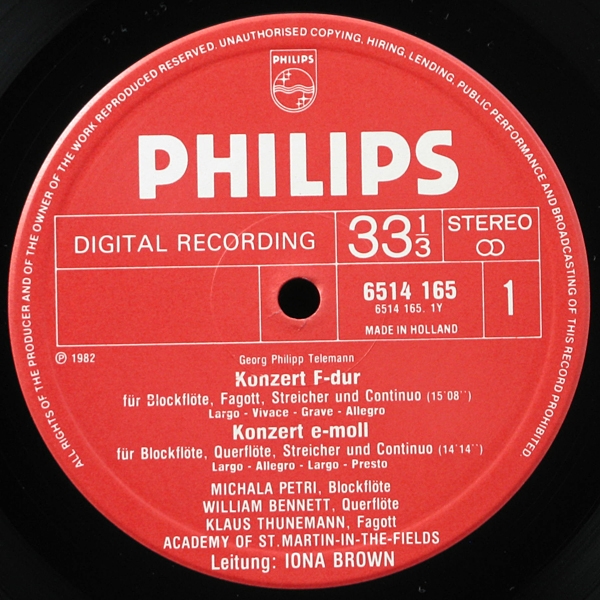 ALL RIGHTS OF THE PRODUCER AND OF THE OWNER OF THE WORK REPRODUCED RESERVED. UNAUTHORISED COPYING, HIRING, LENDING, PUBLIC PERFORMANCE AND BROADCASTING OF THIS RECORD PROHIBITED.
PHILIPS
PHILIPS
DIGITAL RECORDING
33 1/3
STEREO
6514 165
6514 165. 1Y
MADE IN HOLLAND
1
℗ 1982
Georg Philipp Telemann
Konzert F-dur
für Blockflöte, Fagott, Streicher und Continuo (15'08'')
Largo - Vivace - Grave - Allegro
Konzert e-moll
für Blockflöte, Querflöte, Streicher und Continuo (14'14'')
Largo - Allegro - Largo - Presto
MICHALA PETRI, Blockflöte
WILLIAM BENNETT, Querflöte
KLAUS THUNEMANN, Fagott
ACADEMY OF ST. MARTIN-IN-THE-FIELDS
Leitung: IONA BROWN